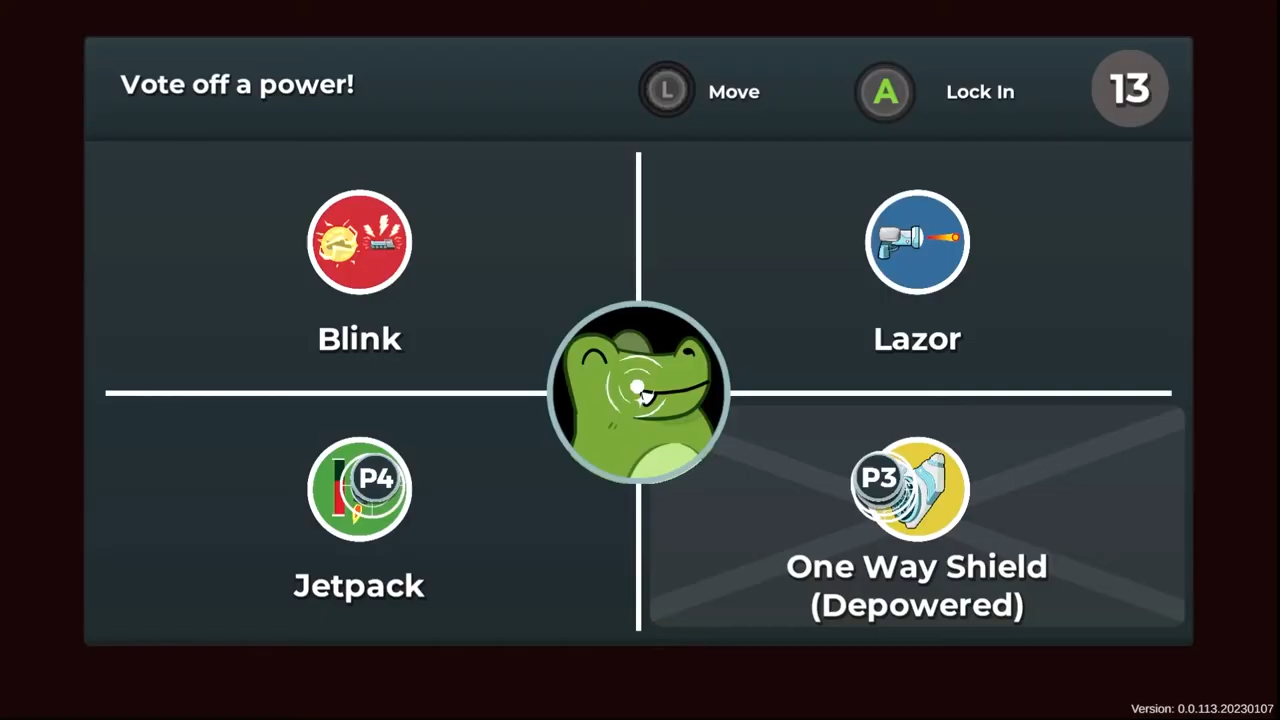 Vote off a power!
L Move
A Lock In
13
Blink
Lazor
P4
P3
Jetpack
One Way Shield
(Depowered)
Version: 0.0.113.20230107